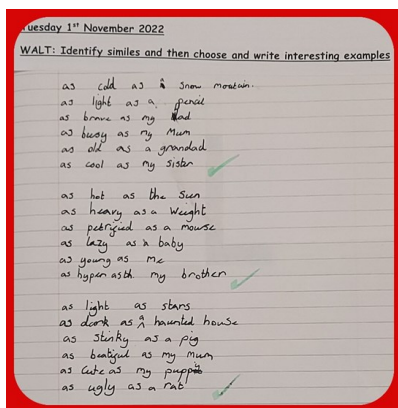 Tuesday 1st November 2022
WALT: Identify similes and then choose and write interesting examples
as cold as a snow moutain.
as light as a pencil
as brave as my dad
as busy as my Mum
as old as a grandad
as cool as my sister
as hot as the sun
as heavy as a weight
as petrified as a mouse
as lazy as a baby
as young as me
as hyper as th my brother
as light as stars
as dark as a haunted house
as stinky as a pig
as beatiful as my mum
as cute as my
as ugly as a rat